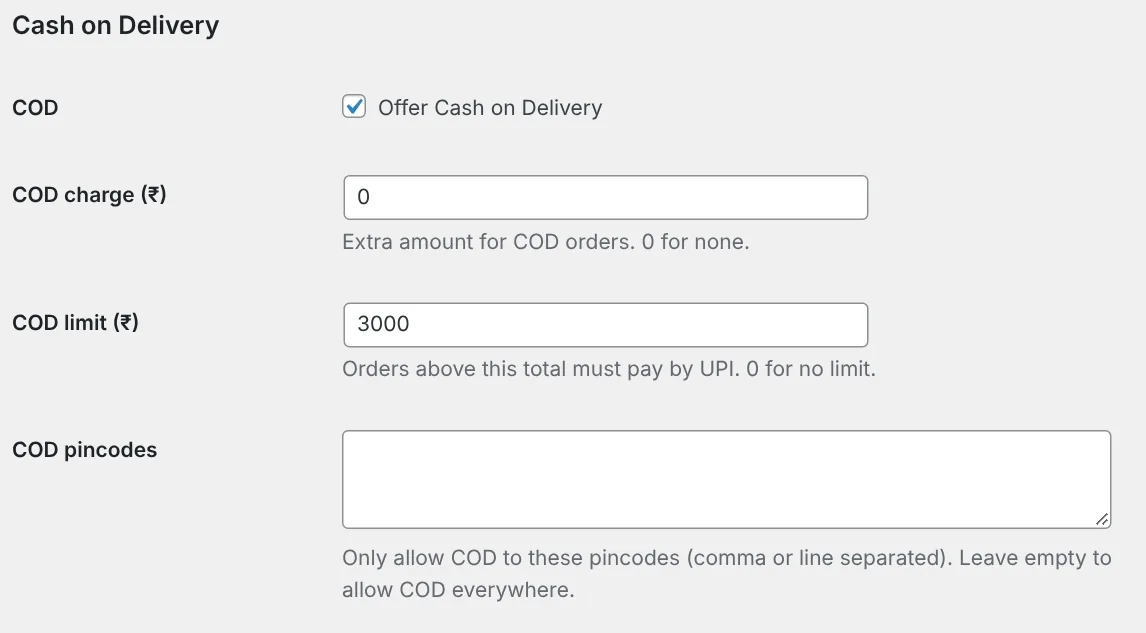 Cash on Delivery
COD
Offer Cash on Delivery
COD charge (₹)
0
Extra amount for COD orders. 0 for none.
COD limit (₹)
3000
Orders above this total must pay by UPI. 0 for no limit.
COD pincodes
Only allow COD to these pincodes (comma or line separated). Leave empty to
allow COD everywhere.